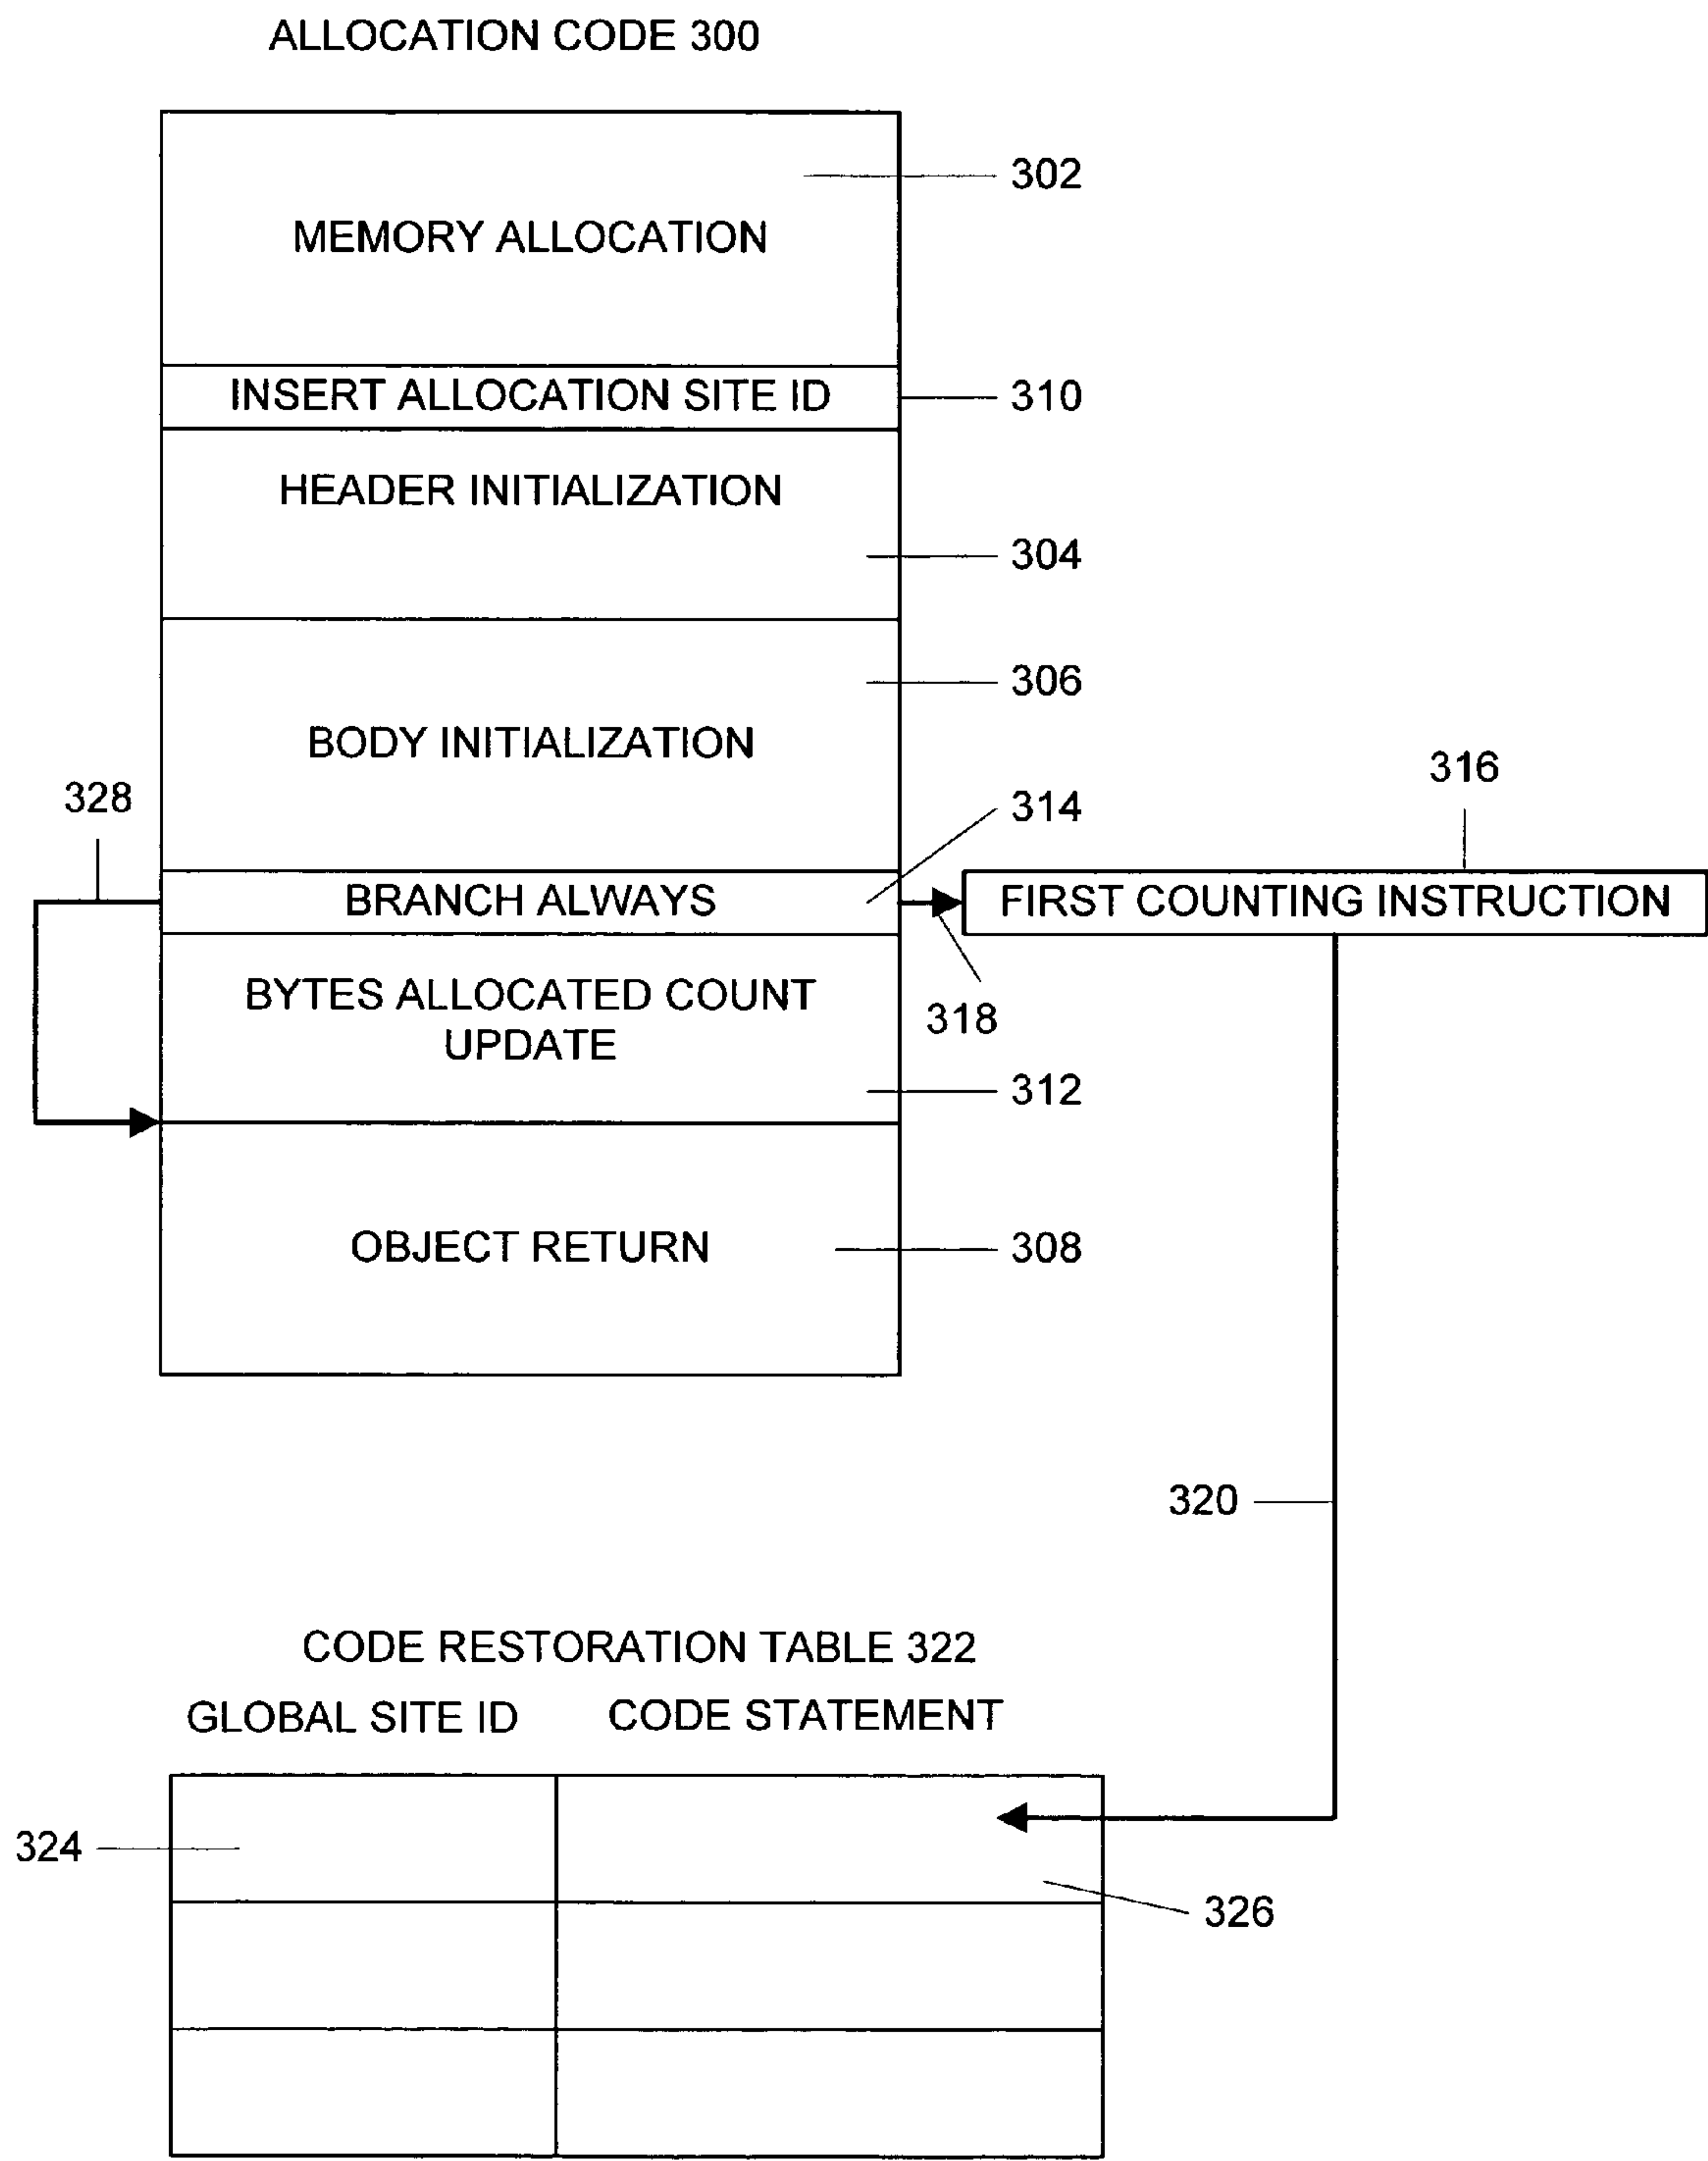 ALLOCATION CODE 300
302
MEMORY ALLOCATION
INSERT ALLOCATION SITE ID
310
HEADER INITIALIZATION
304
306
BODY INITIALIZATION
328
314
316
BRANCH ALWAYS
FIRST COUNTING INSTRUCTION
BYTES ALLOCATED COUNT
UPDATE
318
312
OBJECT RETURN
308
320
CODE RESTORATION TABLE 322
GLOBAL SITE ID
CODE STATEMENT
324
326